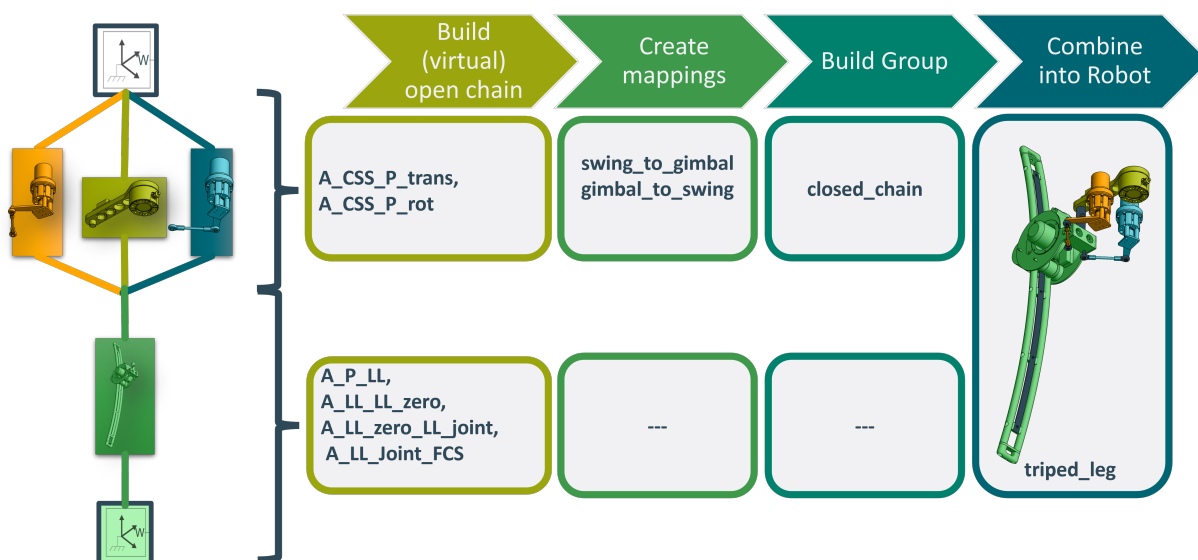 W
Build
(virtual)
open chain
Create
mappings
Build Group
Combine
into Robot
A_CSS_P_trans,
A_CSS_P_rot
swing_to_gimbal
gimbal_to_swing
closed_chain
A_P_LL,
A_LL_LL_zero,
A_LL_zero_LL_joint,
A_LL_Joint_FCS
---
---
triped_leg
W